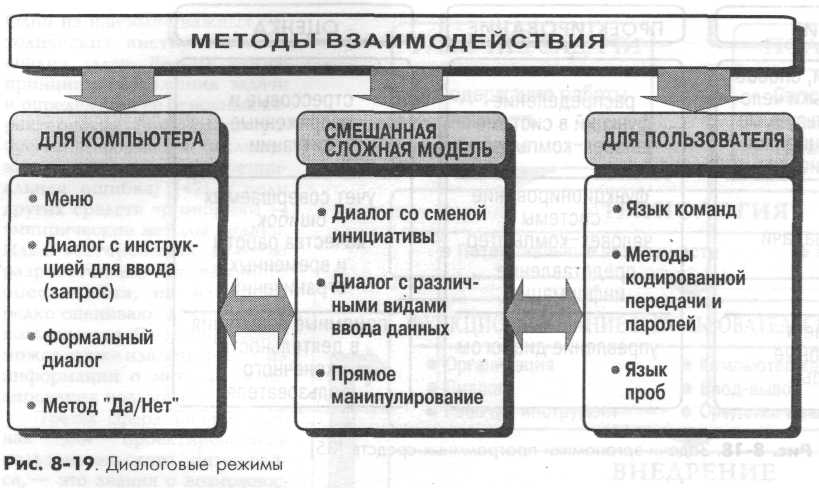 МЕТОДЫ ВЗАИМОДЕЙСТВИЯ
ДЛЯ КОМПЬЮТЕРА
• Меню
• Диалог с инструк-
цией для ввода
(запрос)
• Формальный
диалог
• Метод "Да/Нет"
СМЕШАННАЯ
СЛОЖНАЯ МОДЕЛЬ
• Диалог со сменой
инициативы
• Диалог с различ-
ными видами
ввода данных
• Прямое
манипулирование
ДЛЯ ПОЛЬЗОВАТЕЛЯ
• Язык команд
• Методы
кодированной
передачи и
паролей
• Язык
проб
Рис. 8-19. Диалоговые режимы